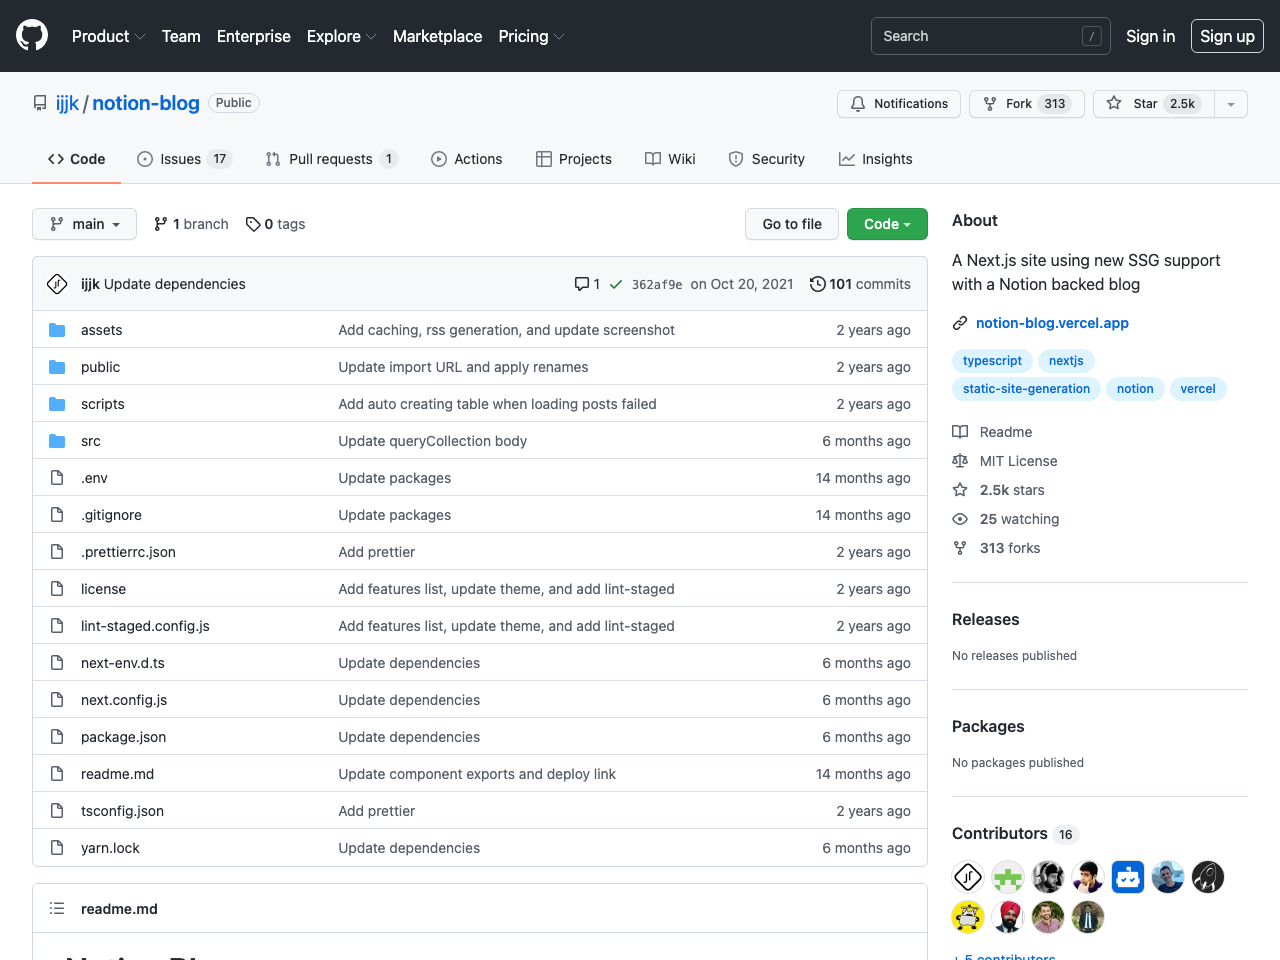 Product Team Enterprise Explore Marketplace Pricing Search / Sign in Sign up
ijjk / notion-blog Public Notifications Fork 313 Star 2.5k
Code Issues 17 Pull requests 1 Actions Projects Wiki Security Insights
main 1 branch 0 tags Go to file Code
ijjk Update dependencies 1 362af9e on Oct 20, 2021 101 commits
assets Add caching, rss generation, and update screenshot 2 years ago
public Update import URL and apply renames 2 years ago
scripts Add auto creating table when loading posts failed 2 years ago
src Update queryCollection body 6 months ago
.env Update packages 14 months ago
.gitignore Update packages 14 months ago
.prettierrc.json Add prettier 2 years ago
license Add features list, update theme, and add lint-staged 2 years ago
lint-staged.config.js Add features list, update theme, and add lint-staged 2 years ago
next-env.d.ts Update dependencies 6 months ago
next.config.js Update dependencies 6 months ago
package.json Update dependencies 6 months ago
readme.md Update component exports and deploy link 14 months ago
tsconfig.json Add prettier 2 years ago
yarn.lock Update dependencies 6 months ago
readme.md
About
A Next.js site using new SSG support
with a Notion backed blog
notion-blog.vercel.app
typescript nextjs
static-site-generation notion vercel
Readme
MIT License
2.5k stars
25 watching
313 forks
Releases
No releases published
Packages
No packages published
Contributors 16
+ 5 contributors